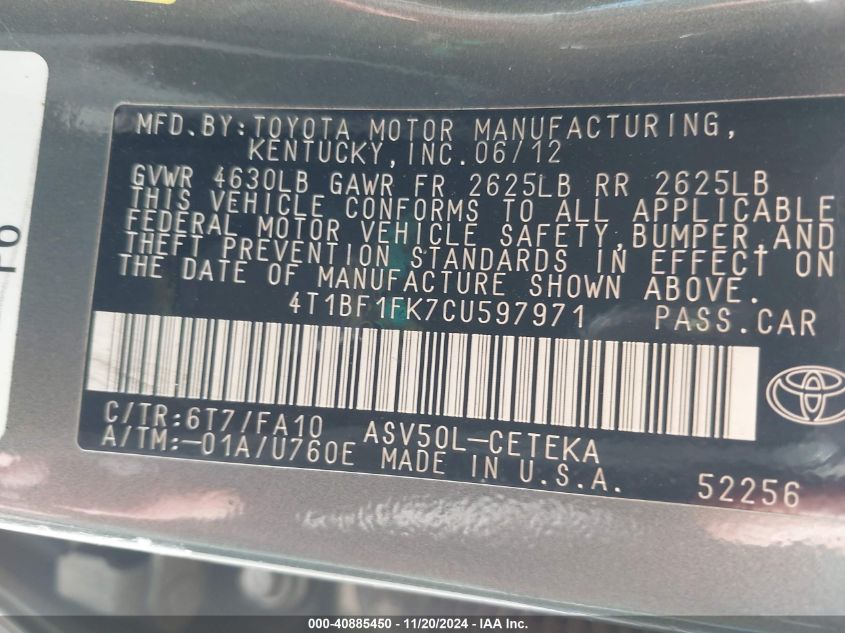 MFD.BY:TOYOTA MOTOR MANUFACTURING,
KENTUCKY,INC.06/12
GVWR 4630LB GAWR FR 2625LB RR 2625LB
THIS VEHICLE CONFORMS TO ALL APPLICABLE
FEDERAL MOTOR VEHICLE SAFETY,BUMPER,AND
THEFT PREVENTION STANDARDS IN EFFECT ON
THE DATE OF MANUFACTURE SHOWN ABOVE.
4T1BF1FK7CU597971 PASS.CAR
C/TR:6T7/FA10 ASV50L-CETEKA
A/TM:-01A/U760E MADE IN U.S.A. 52256
000-40885450 - 11/20/2024 - IAA Holdings, LLC.